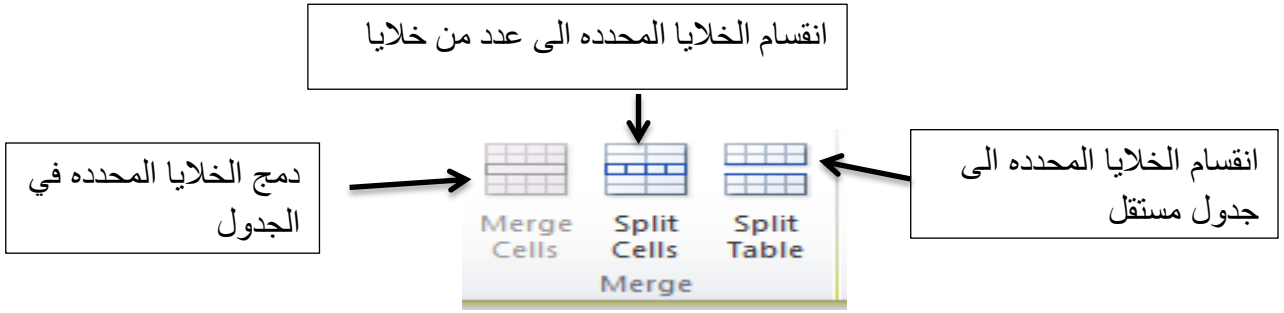 انقسام الخلايا المحدده الى عدد من خلايا
انقسام الخلايا المحدده الى
جدول مستقل
دمج الخلايا المحدده في
الجدول
Merge Cells
Split Cells
Split Table
Merge